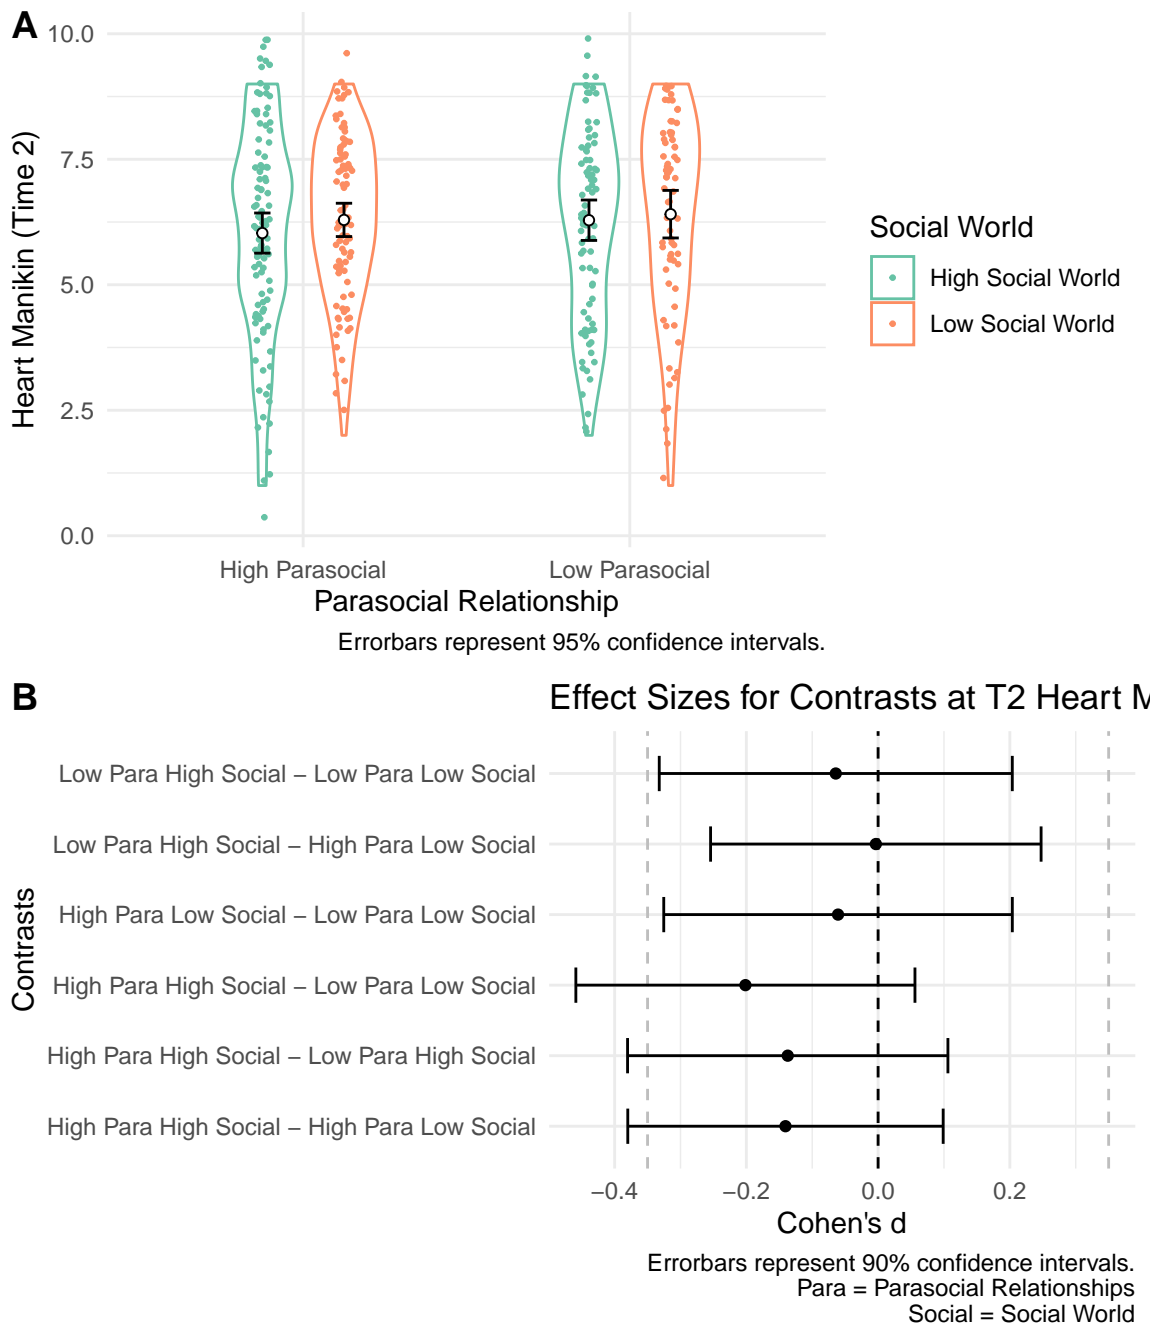 A
10.0
7.5
5.0
2.5
0.0
Heart Manikin (Time 2)
High Parasocial
Low Parasocial
Parasocial Relationship
Errorbars represent 95% confidence intervals.
Social World
High Social World
Low Social World
B
Effect Sizes for Contrasts at T2 Heart M
Contrasts
Low Para High Social − Low Para Low Social
Low Para High Social − High Para Low Social
High Para Low Social − Low Para Low Social
High Para High Social − Low Para Low Social
High Para High Social − Low Para High Social
High Para High Social − High Para Low Social
−0.4
−0.2
0.0
0.2
Cohen's d
Errorbars represent 90% confidence intervals.
Para = Parasocial Relationships
Social = Social World